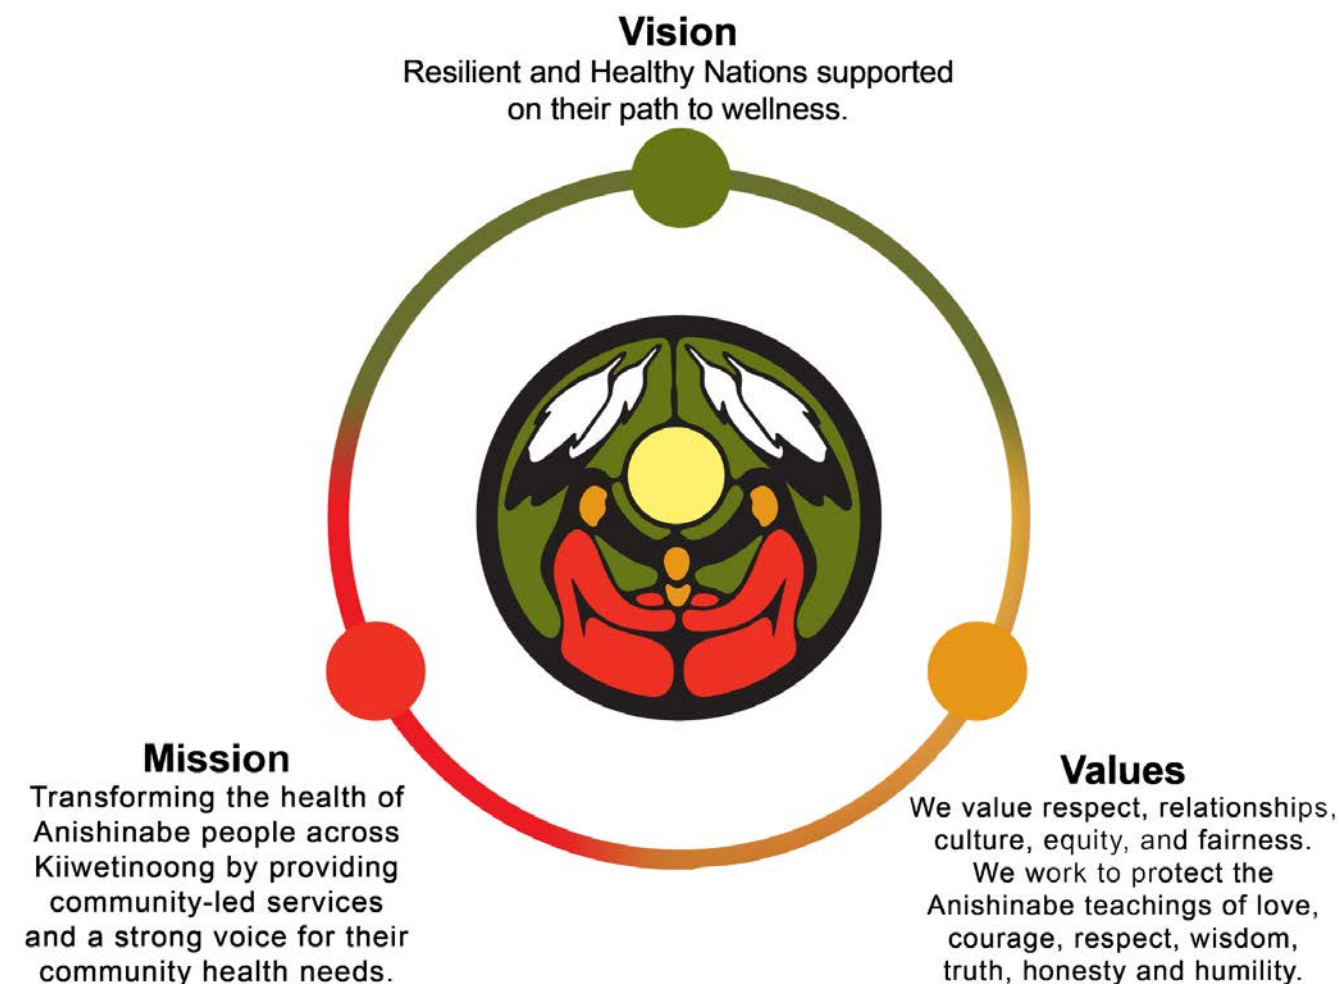 Vision
Resilient and Healthy Nations supported
on their path to wellness.
Mission
Transforming the health of
Anishinabe people across
Kiiwetinoong by providing
community-led services
and a strong voice for their
community health needs.
Values
We value respect, relationships,
culture, equity, and fairness.
We work to protect the
Anishinabe teachings of love,
courage, respect, wisdom,
truth, honesty and humility.